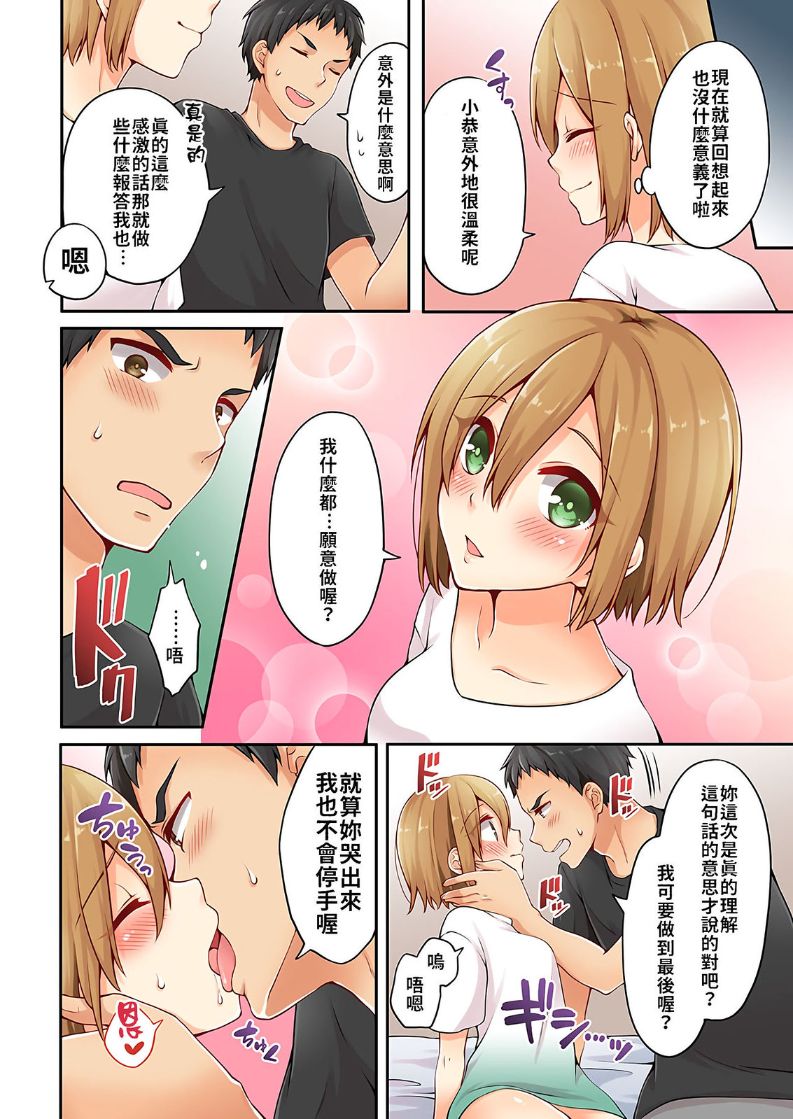 現在就算回想起來
也沒什麼意義了啦
小恭意外地很溫柔呢
くすっ
意外是什麼意思啊
真是的
真的這麼
感激的話那就做
些什麼報答我也…
嗯
我什麼都…願意做喔？
……唔
ドクッ
妳這次是真的理解
這句話的意思才說的對吧？
我可要做到最後喔？
ドッ
ドッ
嗚
唔嗯
ギシッ…
就算妳哭出來
我也不會停手喔
ちゅうっ
恩
ちゅく